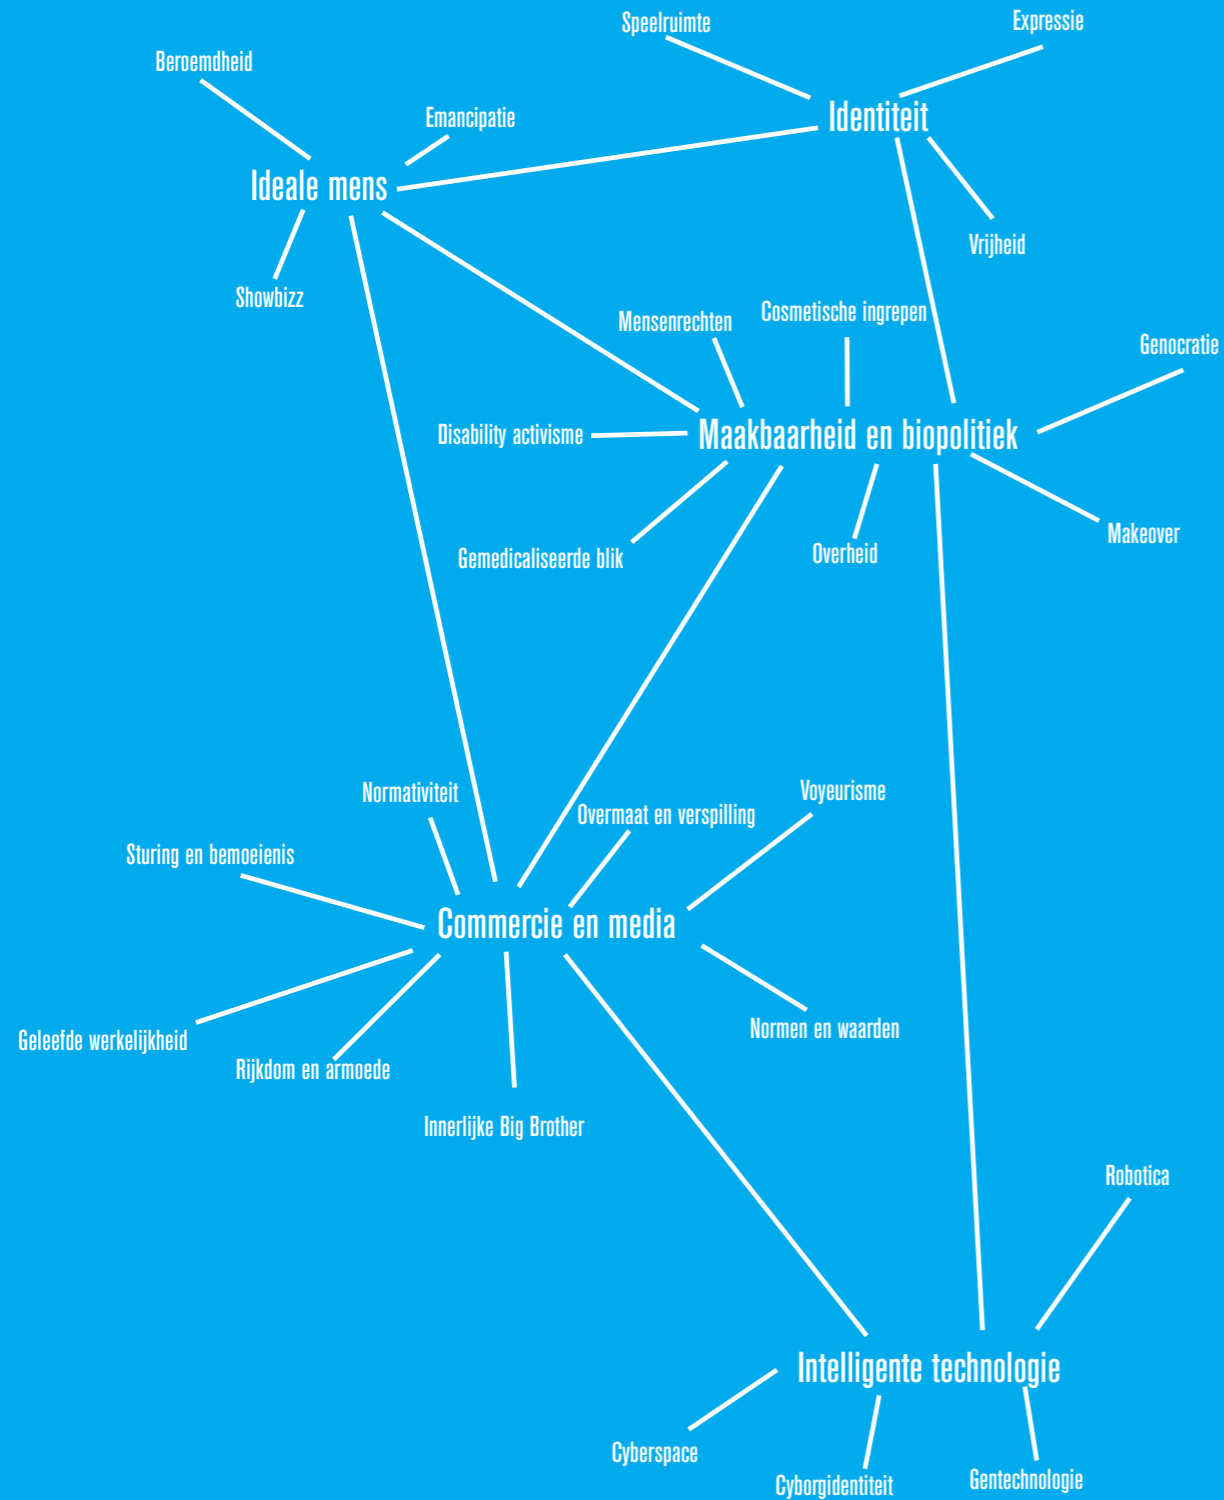 Speelruimte
Expressie
Beroemdheid
Emancipatie
Identiteit
Ideale mens
Vrijheid
Showbizz
Mensenrechten
Cosmetische ingrepen
Genocratie
Disability activisme
Maakbaarheid en biopolitiek
Makeover
Gemedicaliseerde blik
Overheid
Normativiteit
Overmaat en verspilling
Voyeurisme
Sturing en bemoeienis
Commercie en media
Geleefde werkelijkheid
Rijkdom en armoede
Normen en waarden
Innerlijke Big Brother
Robotica
Intelligente technologie
Cyberspace
Cyborgidentiteit
Gentechnologie